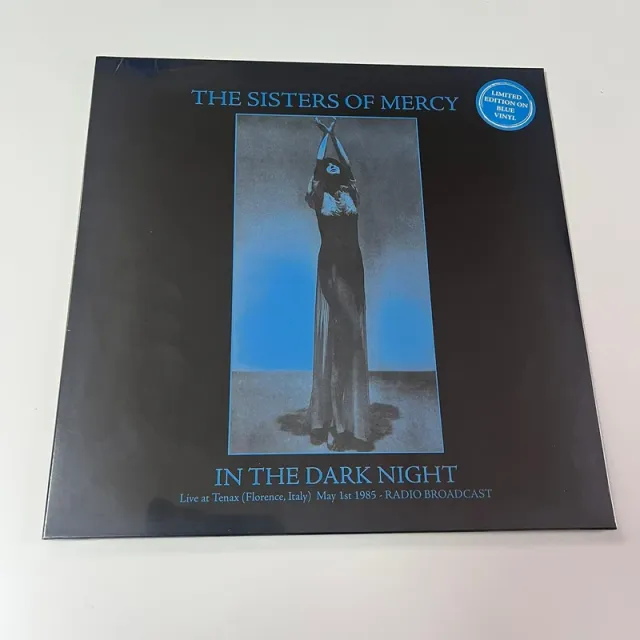 THE SISTERS OF MERCY
LIMITED
EDITION ON
BLUE
VINYL
IN THE DARK NIGHT
Live at Tenax (Florence, Italy) May 1st 1985 - RADIO BROADCAST